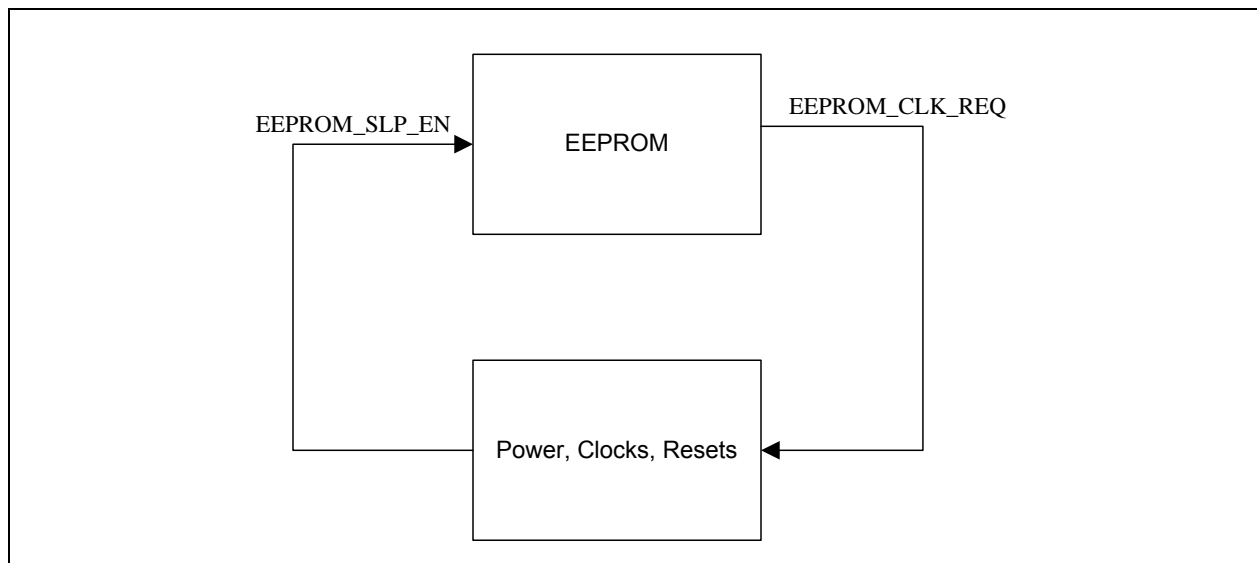 EEPROM_SLP_EN
EEPROM
EEPROM_CLK_REQ
Power, Clocks, Resets